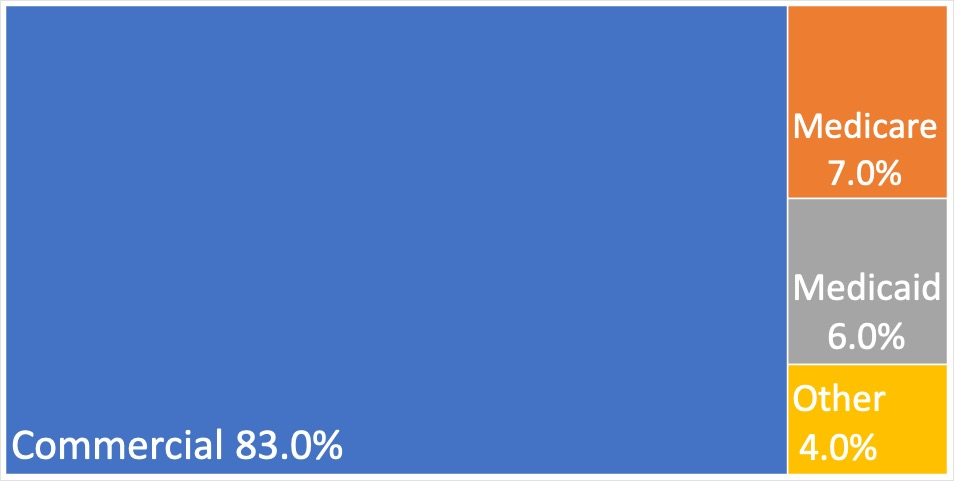 Medicare
7.0%
Medicaid
6.0%
Other
4.0%
Commercial 83.0%